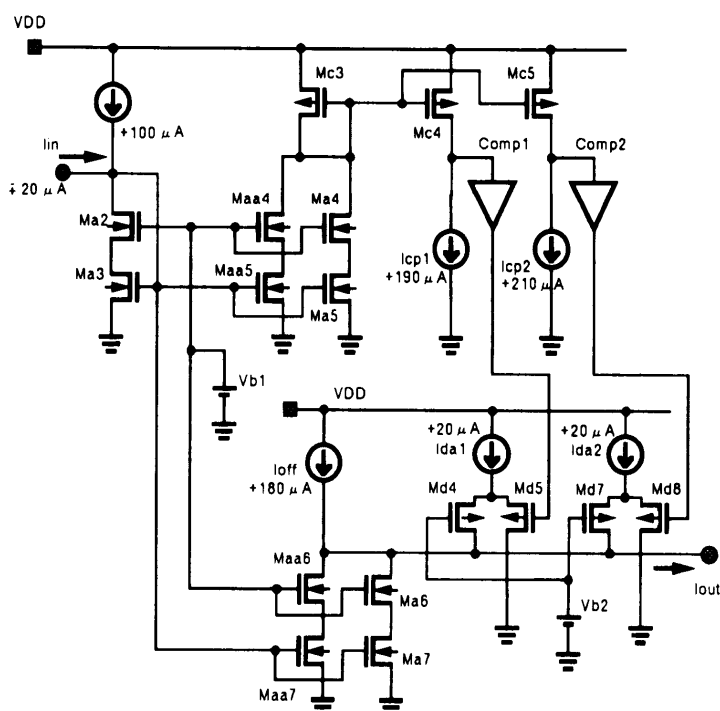 VDD
Mc3
Mc5
+100 μA
Mc4
Comp1
Comp2
Iin
± 20 μA
Maa4
Ma4
Ma2
Icp1
+190 μA
Icp2
+210 μA
Maa5
Ma3
Ma5
Vb1
VDD
+20 μA
Ida1
+20 μA
Ida2
Ioff
+180 μA
Md4
Md5
Md7
Md8
Maa6
Ma6
Vb2
Iout
Ma7
Maa7